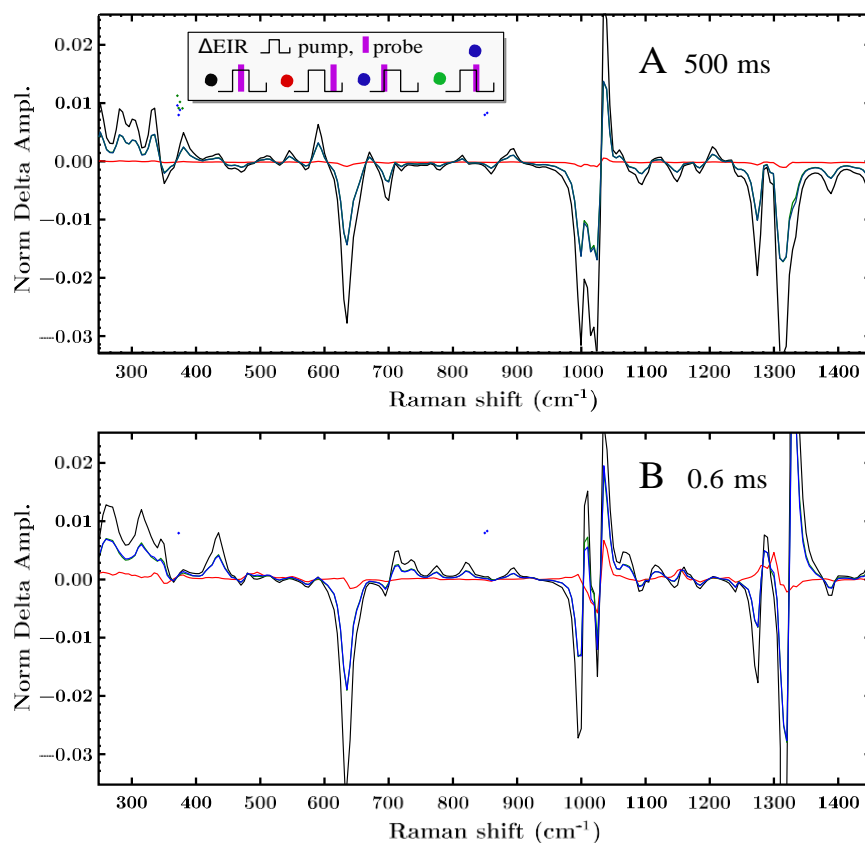 ΔEIR pump, probe
A 500 ms
Norm Delta Ampl.
0.02
0.01
0.00
−0.01
−0.02
−0.03
300 400 500 600 700 800 900 1000 1100 1200 1300 1400
Raman shift (cm-1)
B 0.6 ms
Norm Delta Ampl.
0.02
0.01
0.00
−0.01
−0.02
−0.03
300 400 500 600 700 800 900 1000 1100 1200 1300 1400
Raman shift (cm-1)